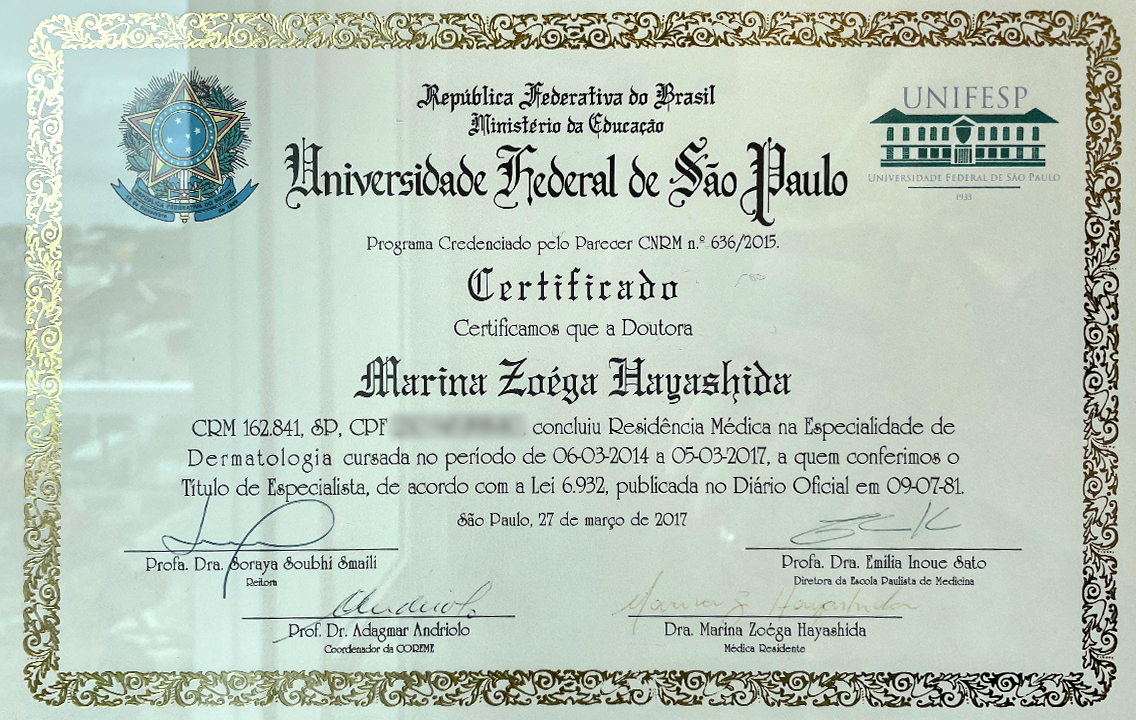 República Federativa do Brasil
Ministério da Educação
Universidade Federal de São Paulo
UNIFESP
UNIVERSIDADE FEDERAL DE SÃO PAULO
1933
Programa Credenciado pelo Parecer CNRM n.º 636/2015.
Certificado
Certificamos que a Doutora
Marina Zoéga Hayashida
CRM 162.841, SP, CPF , concluiu Residência Médica na Especialidade de
Dermatologia cursada no período de 06-03-2014 a 05-03-2017, a quem conferimos o
Título de Especialista, de acordo com a Lei 6.932, publicada no Diário Oficial em 09-07-81.
São Paulo, 27 de março de 2017
Profa. Dra. Soraya Soubhi Smaili
Reitora
Profa. Dra. Emilia Inoue Sato
Diretora da Escola Paulista de Medicina
Andriolo
Marina Z Hayashida
Prof. Dr. Adagmar Andriolo
Coordenador da COREME
Dra. Marina Zoéga Hayashida
Médica Residente